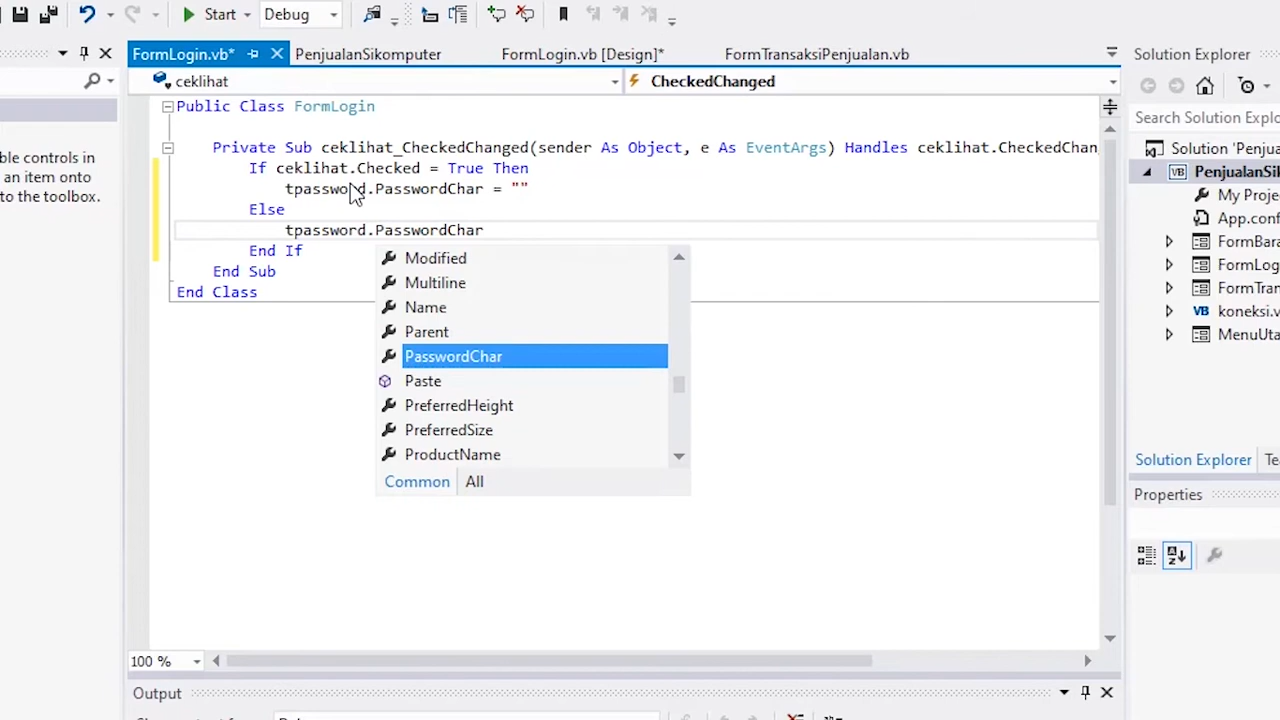 Start
Debug
FormLogin.vb*
PenjualanSikomputer
FormLogin.vb [Design]*
FormTransaksiPenjualan.vb
Solution Explorer
ceklihat
CheckedChanged
Search Solution Explo
Public Class FormLogin
Private Sub ceklihat_CheckedChanged(sender As Object, e As EventArgs) Handles ceklihat.CheckedChan
If ceklihat.Checked = True Then
tpassword.PasswordChar = ""
Else
tpassword.PasswordChar
End If
End Sub
End Class
ble controls in
an item onto
to the toolbox.
Modified
Multiline
Name
Parent
PasswordChar
Paste
PreferredHeight
PreferredSize
ProductName
Common
All
Solution 'Penjua
PenjualanSi
My Proje
App.conf
FormBara
FormLog
FormTran
koneksi.v
MenuUta
Solution Explorer
Te
Properties
100 %
Output